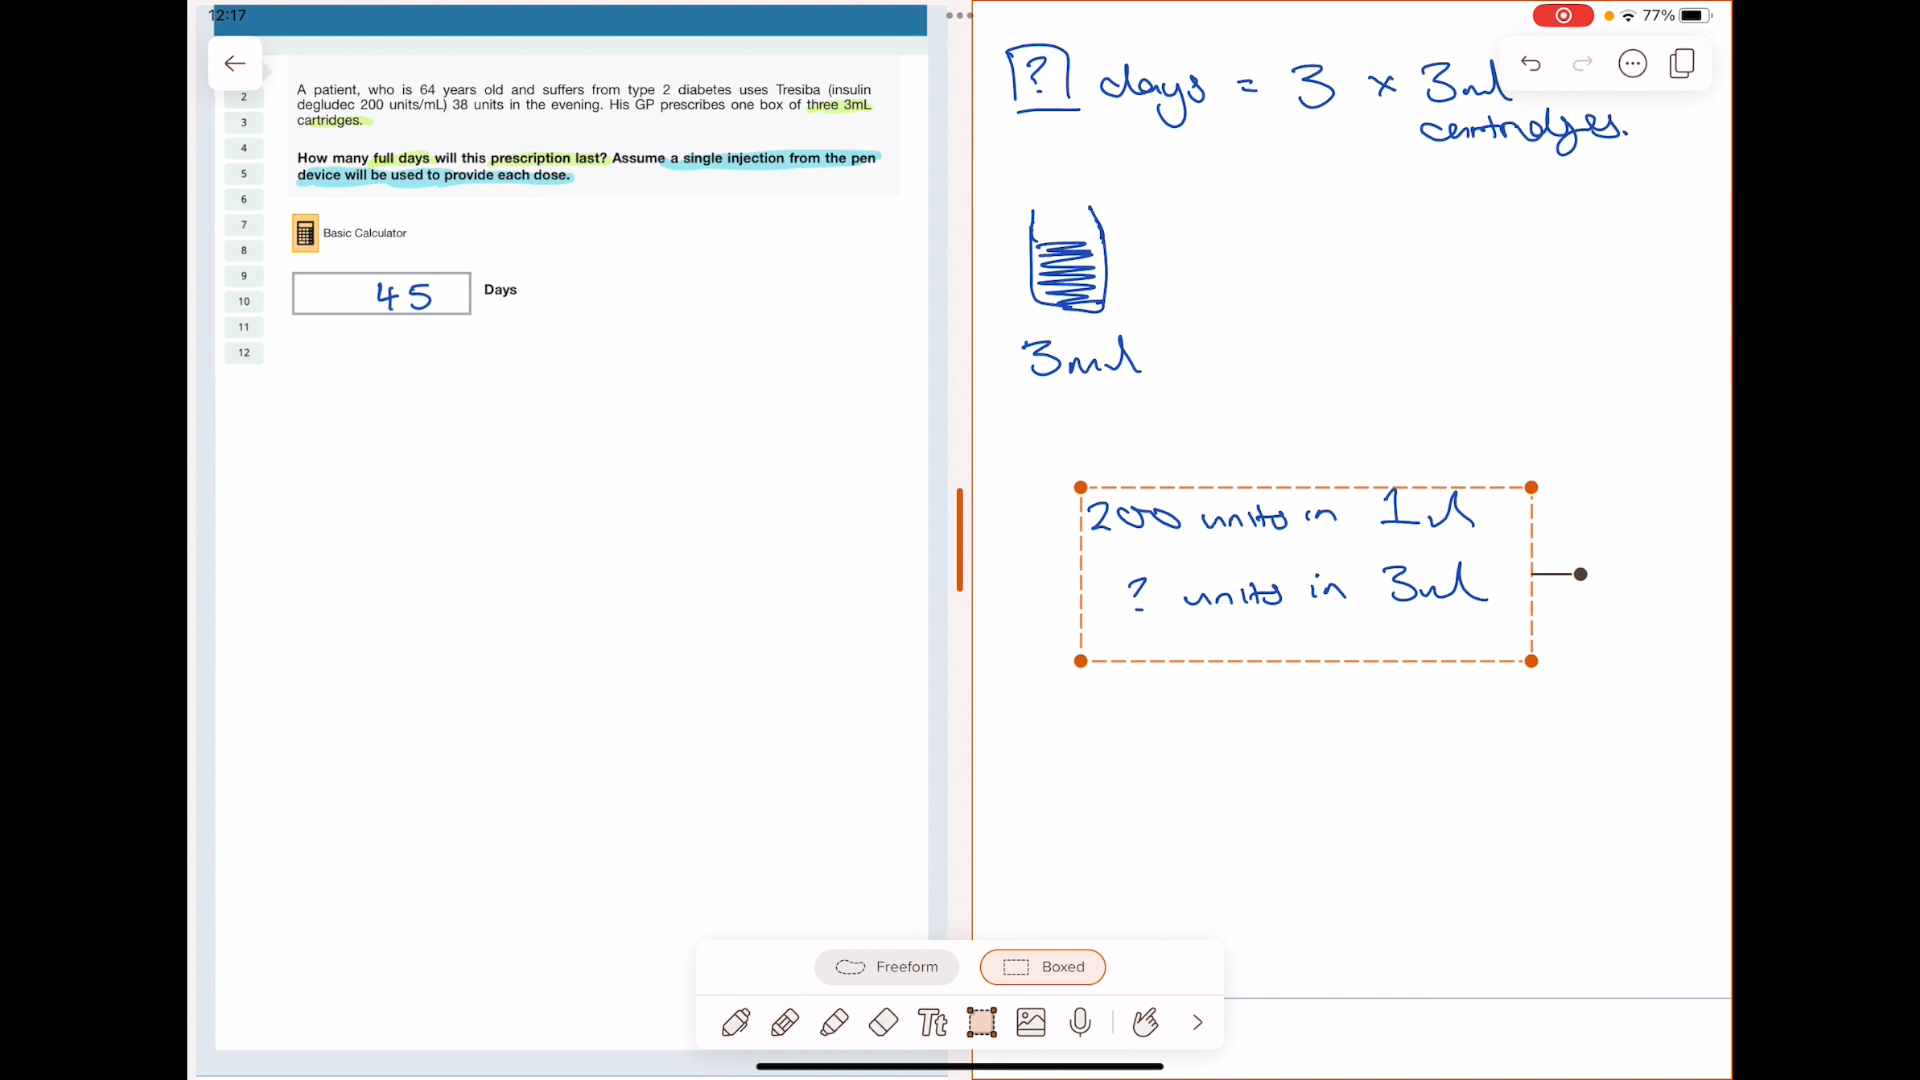 12:17
77%
2
3
4
5
6
7
8
9
10
11
12
A patient, who is 64 years old and suffers from type 2 diabetes uses Tresiba (insulin
degludec 200 units/mL) 38 units in the evening. His GP prescribes one box of three 3mL
cartridges.
How many full days will this prescription last? Assume a single injection from the pen
device will be used to provide each dose.
Basic Calculator
45 Days
? days = 3 × 3ml
cartridges.
3ml
200 units in 1ml
? units in 3ml
Freeform Boxed
Tt